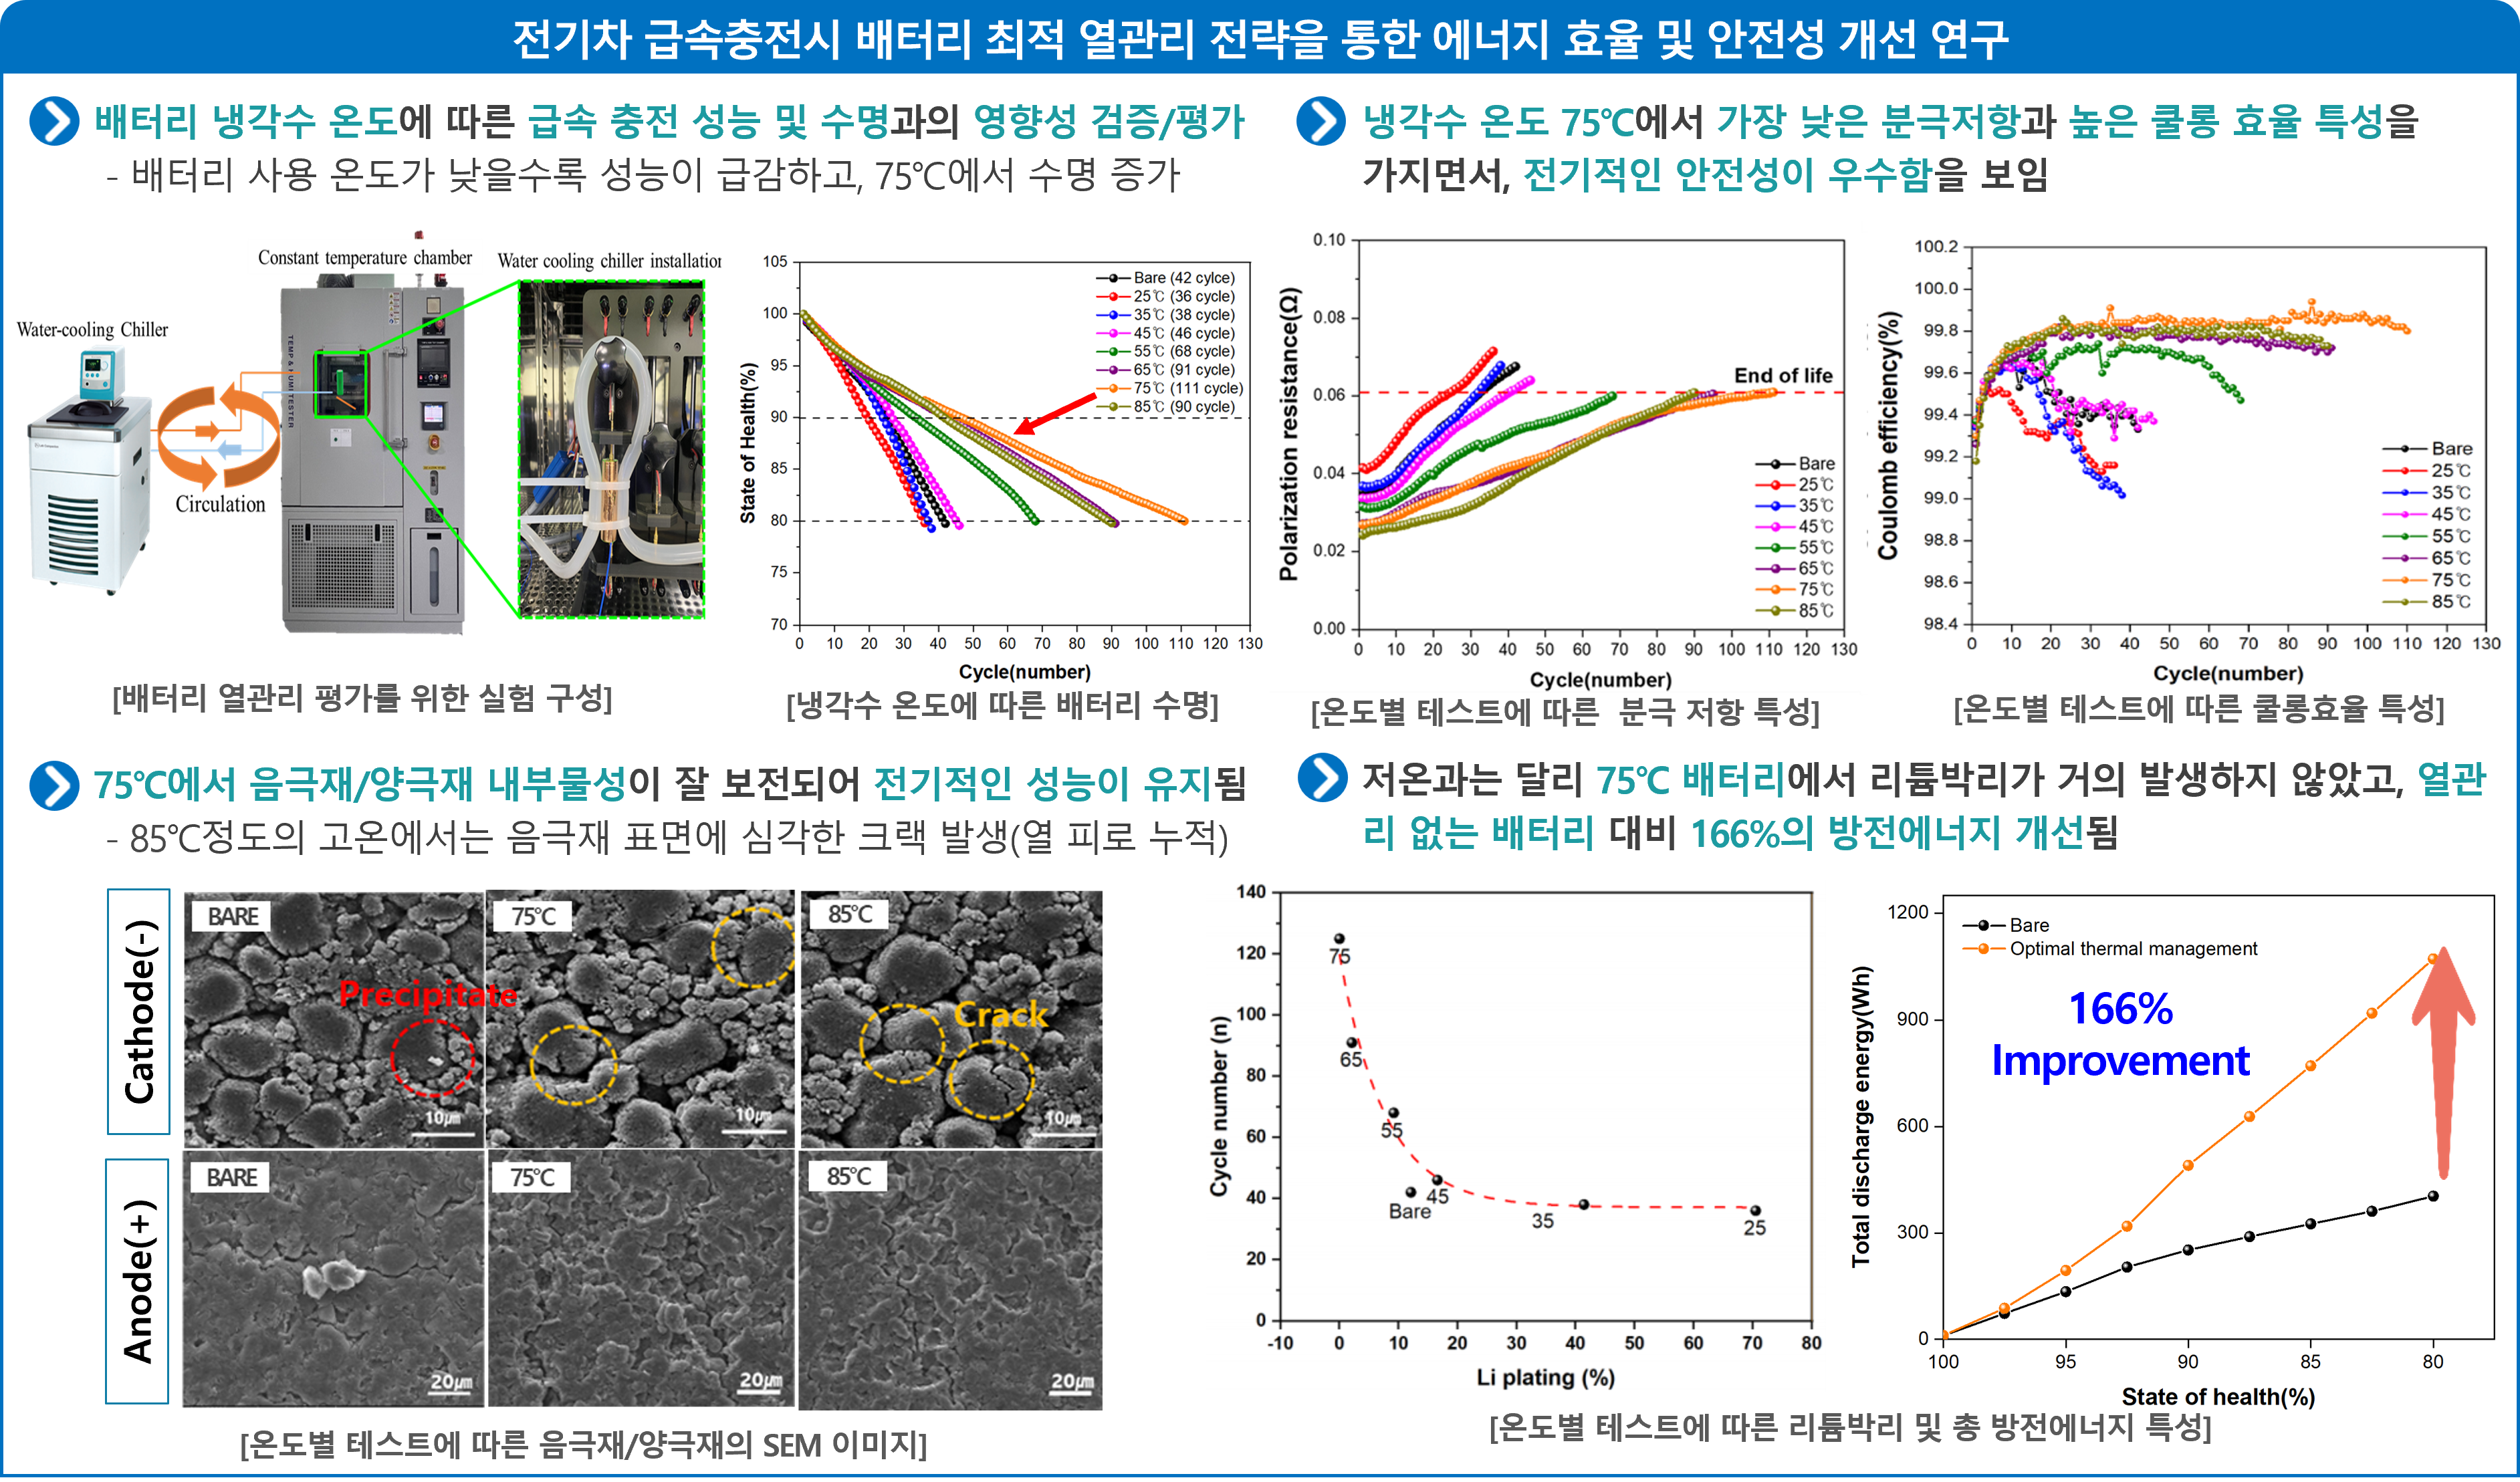 전기차 급속충전시 배터리 최적 열관리 전략을 통한 에너지 효율 및 안전성 개선 연구
배터리 냉각수 온도에 따른 급속 충전 성능 및 수명과의 영향성 검증/평가
- 배터리 사용 온도가 낮을수록 성능이 급감하고, 75℃에서 수명 증가
Constant temperature chamber
Water cooling chiller installation
Water-cooling Chiller
TEMP & HUMI TESTER
Circulation
[배터리 열관리 평가를 위한 실험 구성]
State of Health(%)
105
100
95
90
85
80
75
70
0 10 20 30 40 50 60 70 80 90 100 110 120 130
Cycle(number)
Bare (42 cylce)
25℃ (36 cycle)
35℃ (38 cycle)
45℃ (46 cycle)
55℃ (68 cycle)
65℃ (91 cycle)
75℃ (111 cycle)
85℃ (90 cycle)
[냉각수 온도에 따른 배터리 수명]
냉각수 온도 75℃에서 가장 낮은 분극저항과 높은 쿨롱 효율 특성을
가지면서, 전기적인 안전성이 우수함을 보임
Polarization resistance(Ω)
0.10
0.08
0.06
0.04
0.02
0.00
0 10 20 30 40 50 60 70 80 90 100 110 120 130
Cycle(number)
End of life
Bare
25℃
35℃
45℃
55℃
65℃
75℃
85℃
[온도별 테스트에 따른 분극 저항 특성]
Coulomb efficiency(%)
100.2
100.0
99.8
99.6
99.4
99.2
99.0
98.8
98.6
98.4
0 10 20 30 40 50 60 70 80 90 100 110 120 130
Cycle(number)
Bare
25℃
35℃
45℃
55℃
65℃
75℃
85℃
[온도별 테스트에 따른 쿨롱효율 특성]
75℃에서 음극재/양극재 내부물성이 잘 보전되어 전기적인 성능이 유지됨
- 85℃정도의 고온에서는 음극재 표면에 심각한 크랙 발생(열 피로 누적)
Cathode(-)
BARE
75℃
85℃
Precipitate
Crack
10㎛
10㎛
10㎛
Anode(+)
BARE
75℃
85℃
20㎛
20㎛
20㎛
[온도별 테스트에 따른 음극재/양극재의 SEM 이미지]
저온과는 달리 75℃ 배터리에서 리튬박리가 거의 발생하지 않았고, 열관
리 없는 배터리 대비 166%의 방전에너지 개선됨
Cycle number (n)
140
120
100
80
60
40
20
0
-10 0 10 20 30 40 50 60 70 80
Li plating (%)
75
65
55
45
Bare
35
25
Total discharge energy(Wh)
1200
900
600
300
0
100 95 90 85 80
State of health(%)
Bare
Optimal thermal management
166%
Improvement
[온도별 테스트에 따른 리튬박리 및 총 방전에너지 특성]